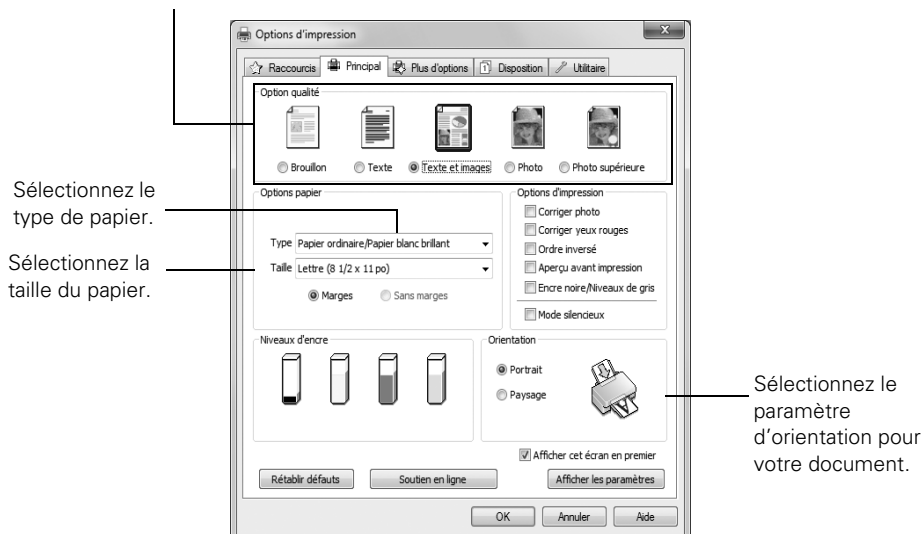 Options d'impression
Raccourcis Principal Plus d'options Disposition Utilitaire
Option qualité
Brouillon Texte Texte et images Photo Photo supérieure
Sélectionnez le
type de papier.
Sélectionnez la
taille du papier.
Options papier
Type Papier ordinaire/Papier blanc brillant
Taille Lettre (8 1/2 x 11 po)
Marges Sans marges
Options d'impression
Corriger photo
Corriger yeux rouges
Ordre inversé
Aperçu avant impression
Encre noire/Niveaux de gris
Mode silencieux
Niveaux d'encre
Orientation
Portrait
Paysage
Sélectionnez le
paramètre
d'orientation pour
votre document.
Afficher cet écran en premier
Rétablir défauts Soutien en ligne Afficher les paramètres
OK Annuler Aide